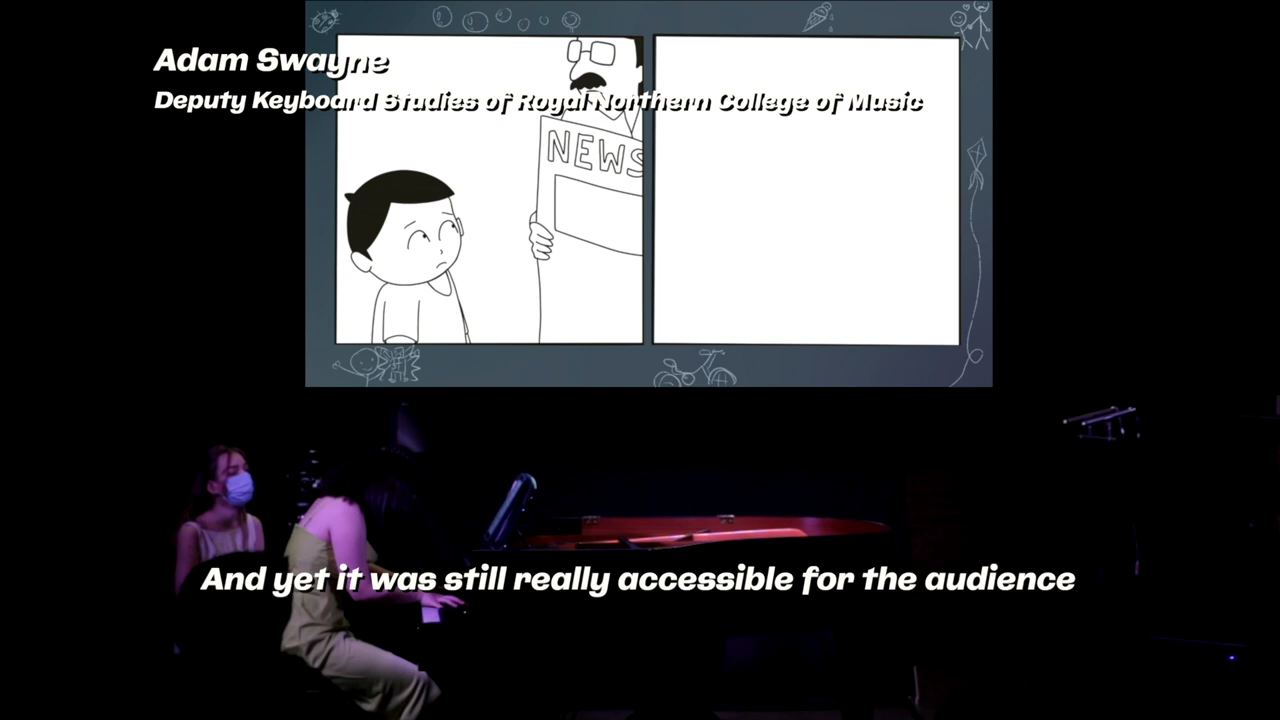 Adam Swayne
Deputy Keyboard Studies of Royal Northern College of Music
NEWS
And yet it was still really accessible for the audience